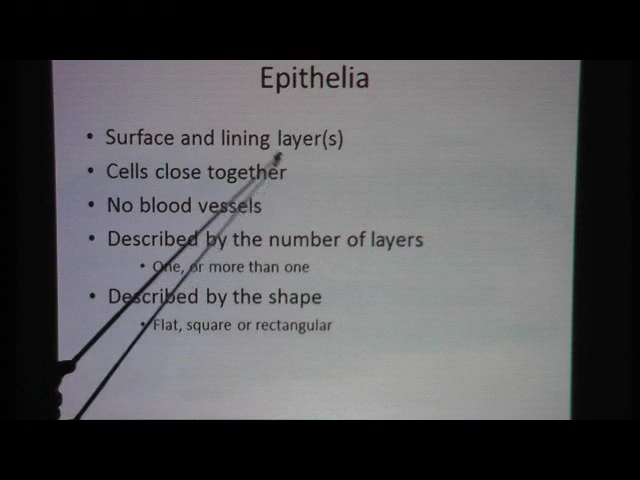 Epithelia
• Surface and lining layer(s)
• Cells close together
• No blood vessels
• Described by the number of layers
• One, or more than one
• Described by the shape
• Flat, square or rectangular